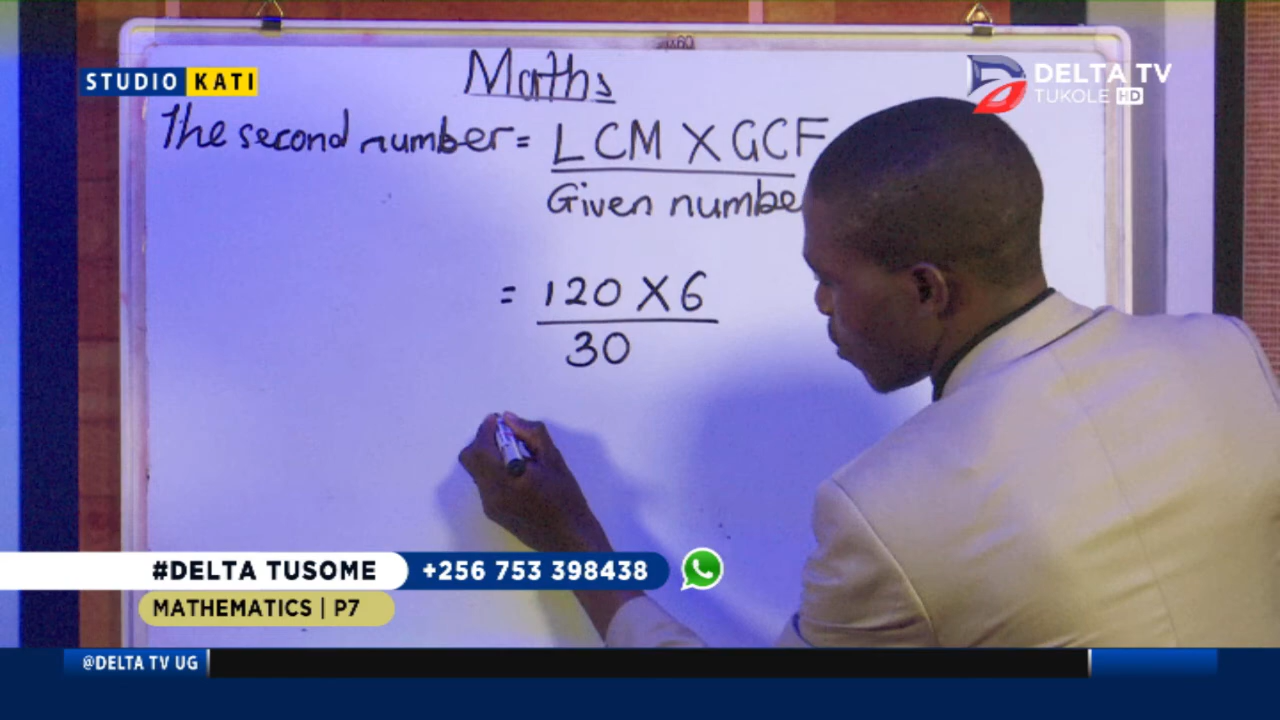 Maths
STUDIO KATI
DELTA TV
TUKOLE HD
The second number = LCM X GCF
Given numbe
= 120 X 6
30
#DELTA TUSOME +256 753 398438
MATHEMATICS | P7
@DELTA TV UG